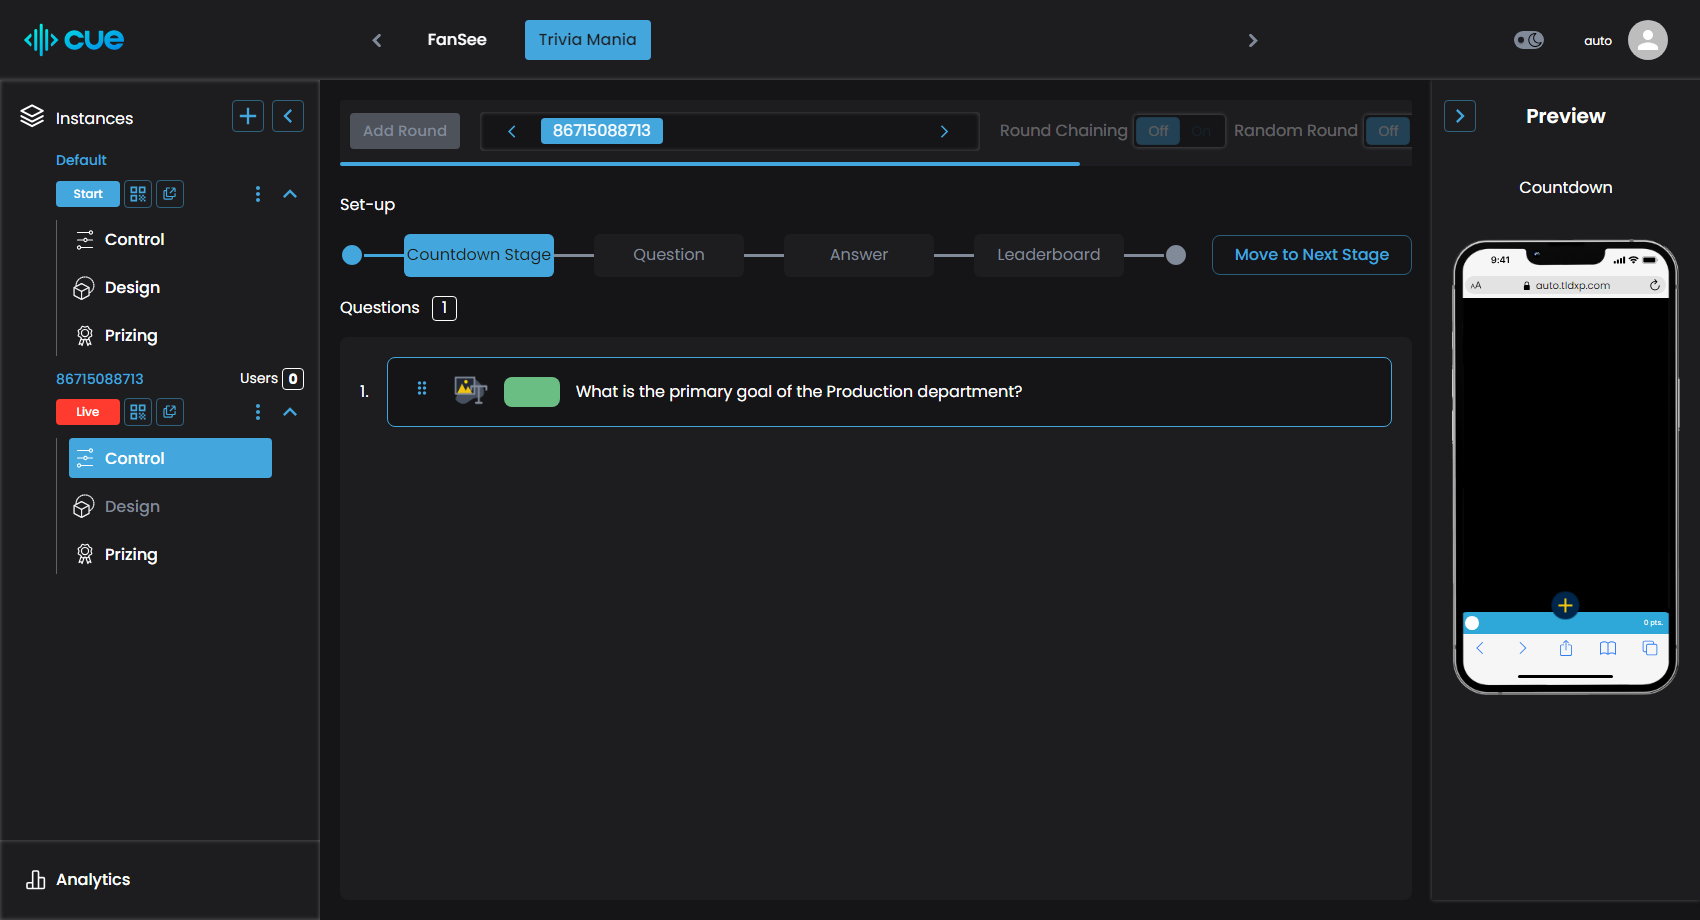 cue
FanSee
Trivia Mania
auto
Instances
Default
Start
Control
Design
Prizing
86715088713
Users 0
Live
Control
Design
Prizing
Analytics
Add Round
86715088713
Round Chaining
Off
On
Random Round
Off
Set-up
Countdown Stage
Question
Answer
Leaderboard
Move to Next Stage
Questions 1
1.
What is the primary goal of the Production department?
Preview
Countdown
9:41
AA
auto.tldxp.com
0 pts.